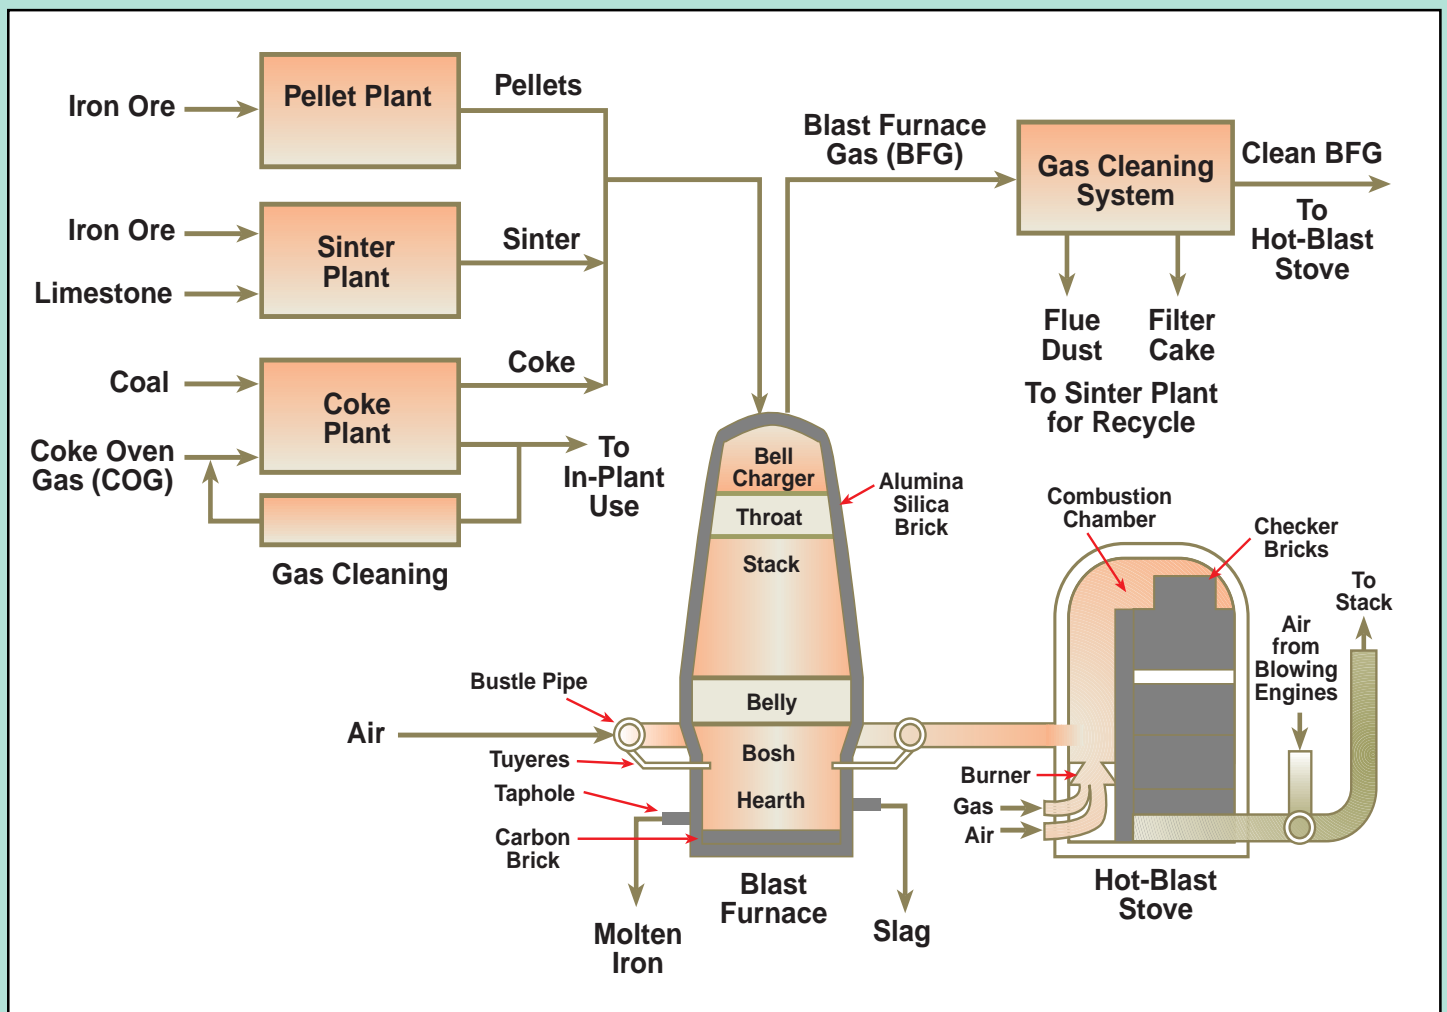 Iron Ore
Pellet Plant
Pellets
Iron Ore
Limestone
Sinter
Plant
Sinter
Coal
Coke Oven
Gas (COG)
Coke
Plant
Coke
To
In-Plant
Use
Gas Cleaning
Blast Furnace
Gas (BFG)
Gas Cleaning
System
Clean BFG
To
Hot-Blast
Stove
Flue
Dust
Filter
Cake
To Sinter Plant
for Recycle
Bell
Charger
Throat
Stack
Belly
Bosh
Hearth
Alumina
Silica
Brick
Bustle Pipe
Air
Tuyeres
Taphole
Carbon
Brick
Molten
Iron
Blast
Furnace
Slag
Combustion
Chamber
Checker
Bricks
To
Stack
Air
from
Blowing
Engines
Burner
Gas
Air
Hot-Blast
Stove